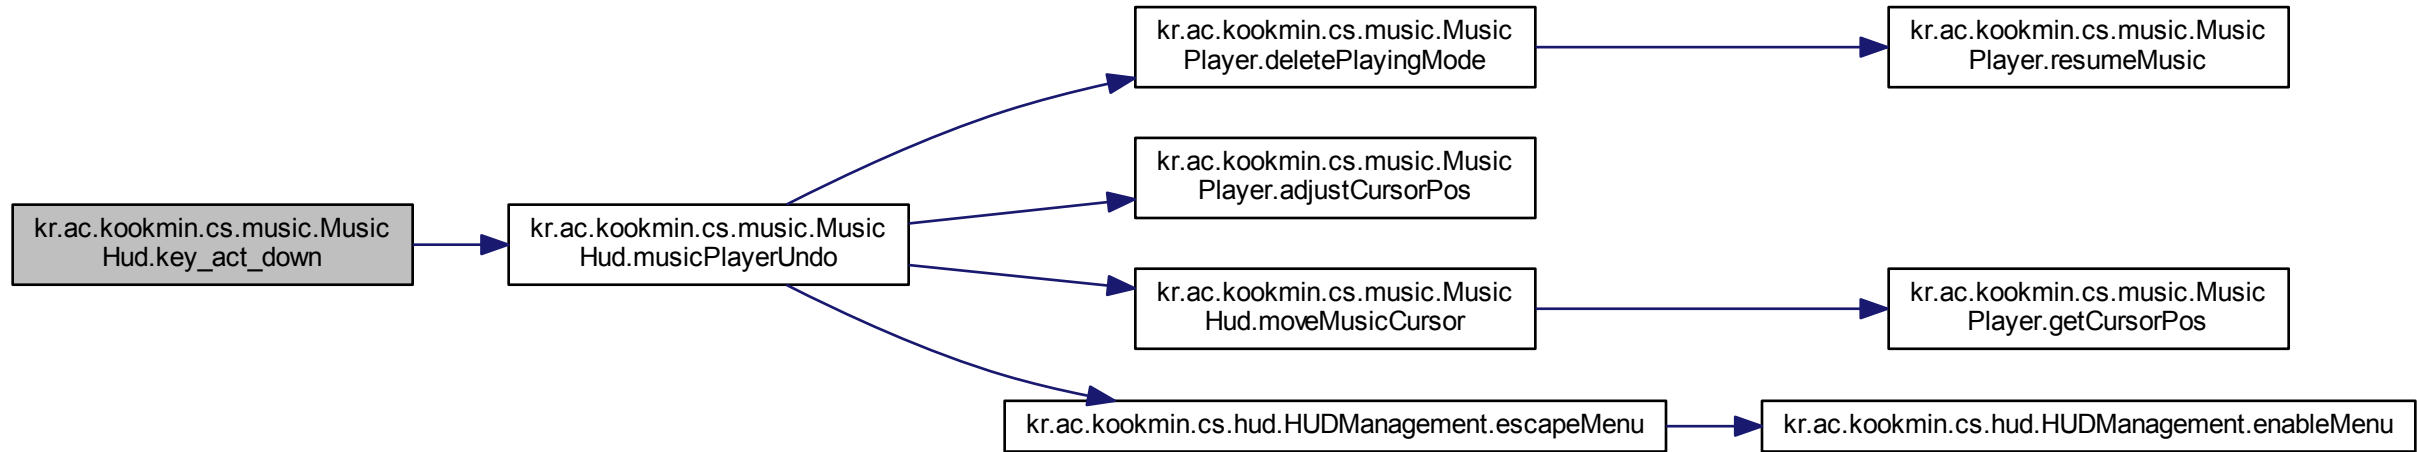 kr.ac.kookmin.cs.music.Music
Hud.key_act_down
kr.ac.kookmin.cs.music.Music
Hud.musicPlayerUndo
kr.ac.kookmin.cs.music.Music
Player.deletePlayingMode
kr.ac.kookmin.cs.music.Music
Player.resumeMusic
kr.ac.kookmin.cs.music.Music
Player.adjustCursorPos
kr.ac.kookmin.cs.music.Music
Hud.moveMusicCursor
kr.ac.kookmin.cs.music.Music
Player.getCursorPos
kr.ac.kookmin.cs.hud.HUDManagement.escapeMenu
kr.ac.kookmin.cs.hud.HUDManagement.enableMenu